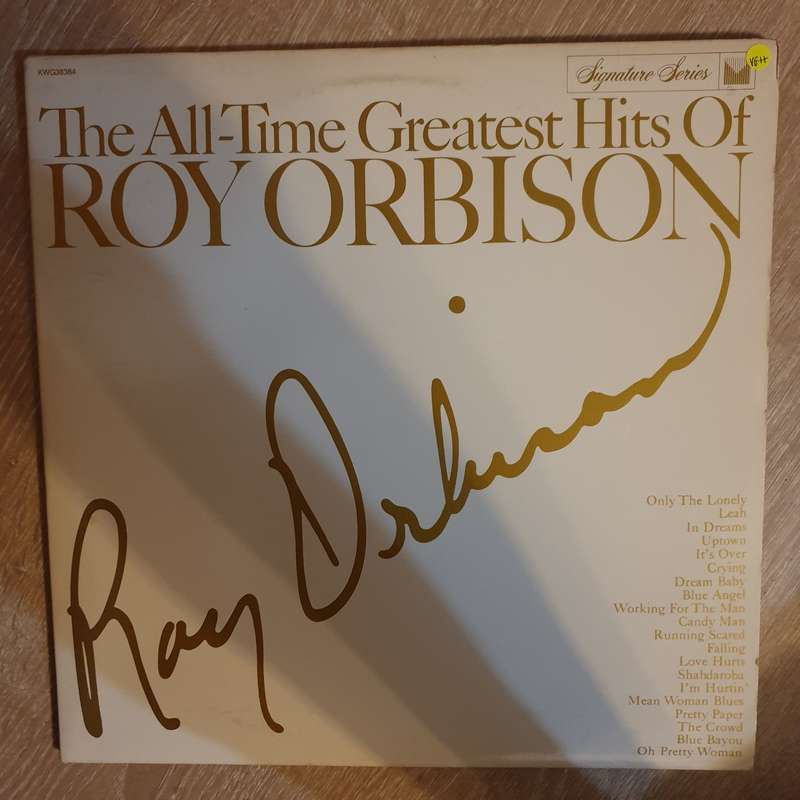 KWG38384
Signature Series
VG++
The All-Time Greatest Hits Of
ROY ORBISON
Roy Orbison
Only The Lonely
Leah
In Dreams
Uptown
It's Over
Crying
Dream Baby
Blue Angel
Working For The Man
Candy Man
Running Scared
Falling
Love Hurts
Shahdaroba
I'm Hurtin'
Mean Woman Blues
Pretty Paper
The Crowd
Blue Bayou
Oh Pretty Woman